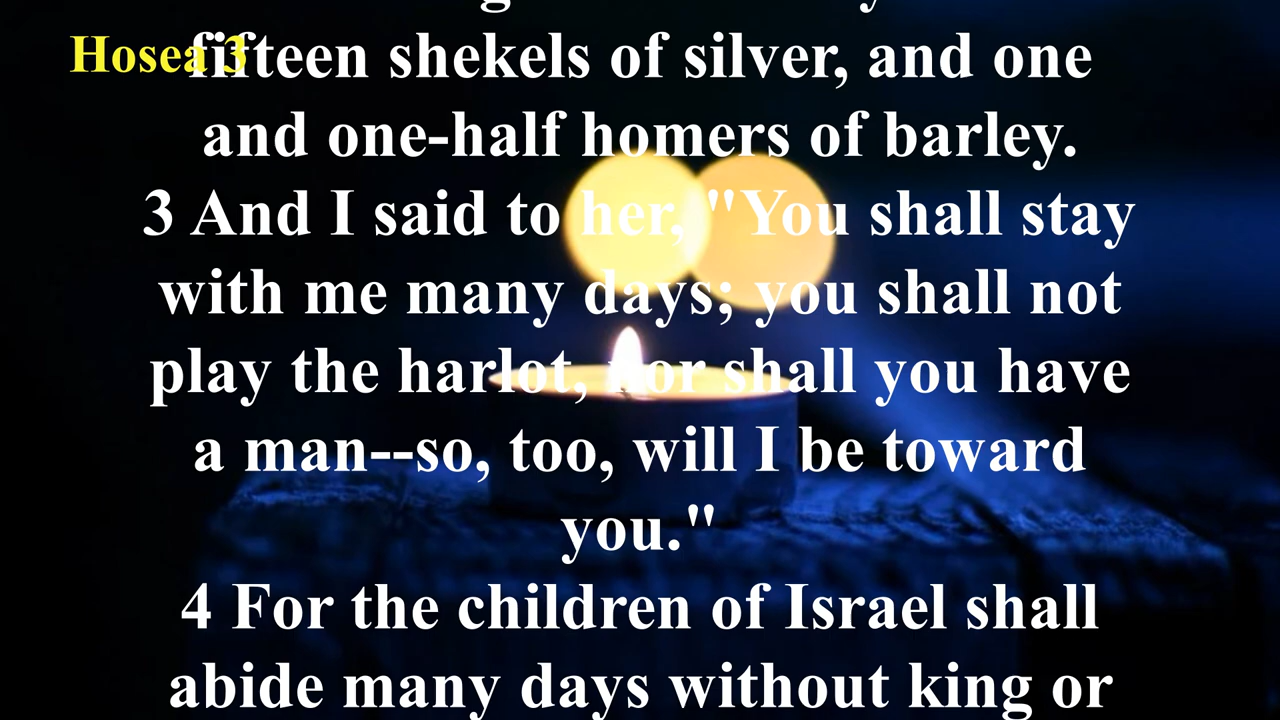 Hosea 3
fifteen shekels of silver, and one
and one-half homers of barley.
3 And I said to her, "You shall stay
with me many days; you shall not
play the harlot, nor shall you have
a man--so, too, will I be toward
you."
4 For the children of Israel shall
abide many days without king or